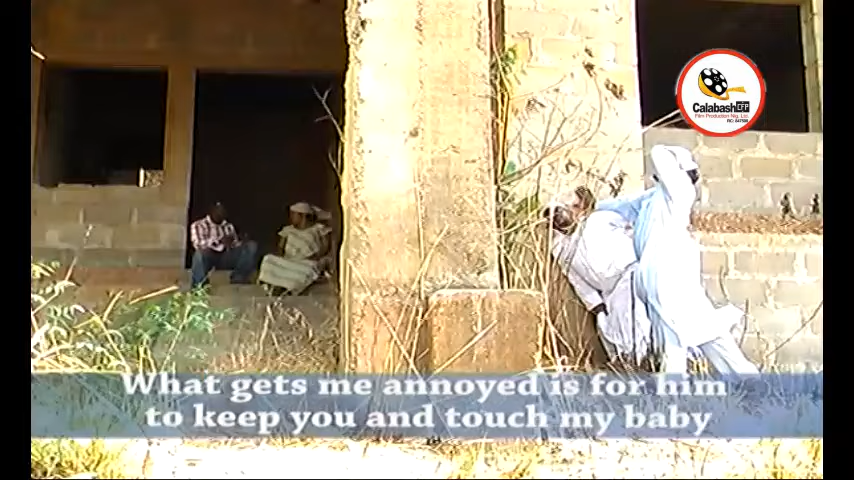 Calabash EFP
Film Production Nig. Ltd.
What gets me annoyed is for him
to keep you and touch my baby